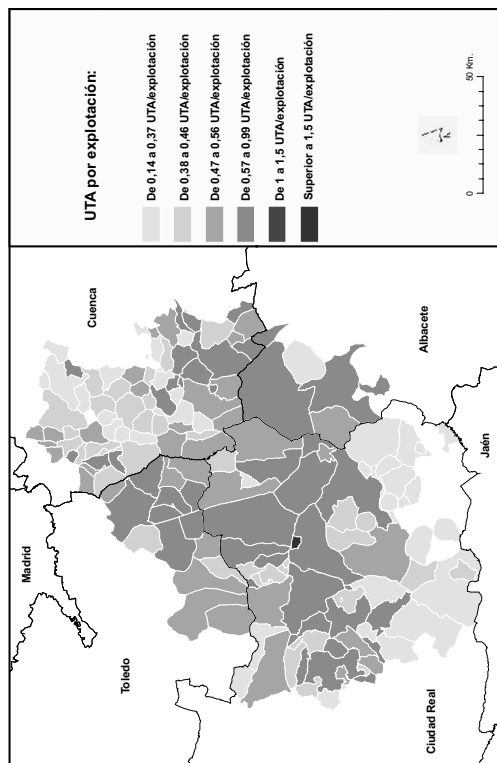 UTA por explotación:
De 0,14 a 0,37 UTA/explotación
De 0,38 a 0,46 UTA/explotación
De 0,47 a 0,56 UTA/explotación
De 0,57 a 0,99 UTA/explotación
De 1 a 1,5 UTA/explotación
Superior a 1,5 UTA/explotación
0
50 Km.
Cuenca
Madrid
Toledo
Albacete
Jaén
Ciudad Real